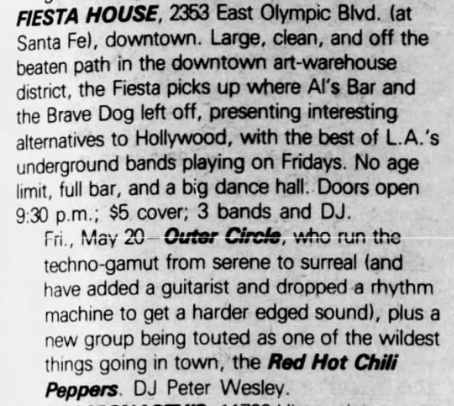 FIESTA HOUSE, 2353 East Olympic Blvd. (at
Santa Fe), downtown. Large, clean, and off the
beaten path in the downtown art-warehouse
district, the Fiesta picks up where Al's Bar and
the Brave Dog left off, presenting interesting
alternatives to Hollywood, with the best of L.A.'s
underground bands playing on Fridays. No age
limit, full bar, and a big dance hall. Doors open
9:30 p.m.; $5 cover; 3 bands and DJ.
Fri., May 20— Outer Circle, who run the
techno-gamut from serene to surreal (and
have added a guitarist and dropped a rhythm
machine to get a harder edged sound), plus a
new group being touted as one of the wildest
things going in town, the Red Hot Chili
Peppers. DJ Peter Wesley.